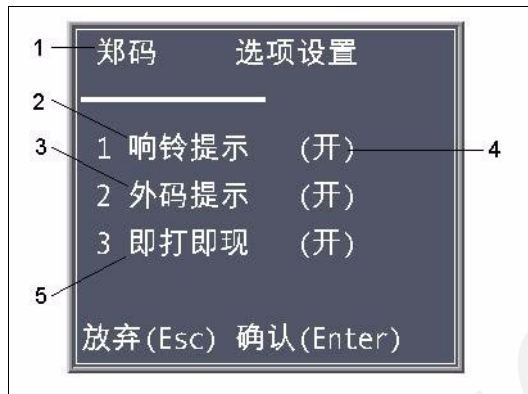 1 郑码 选项设置
2
1 响铃提示 (开) 4
3 2 外码提示 (开)
3 即打即现 (开)
5
放弃(Esc) 确认(Enter)